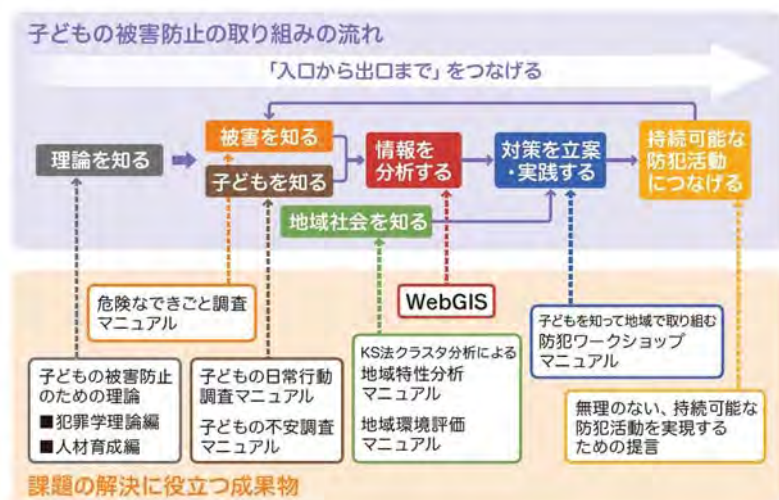 子どもの被害防止の取り組みの流れ
「入口から出口まで」をつなげる
理論を知る
被害を知る
子どもを知る
情報を
分析する
対策を立案
・実践する
持続可能な
防犯活動
につなげる
地域社会を知る
危険なできごと調査
マニュアル
WebGIS
子どもを知って地域で取り組む
防犯ワークショップ
マニュアル
子どもの被害防止
のための理論
■犯罪学理論編
■人材育成編
子どもの日常行動
調査マニュアル
子どもの不安調査
マニュアル
KS法クラスタ分析による
地域特性分析
マニュアル
地域環境評価
マニュアル
無理のない、持続可能な
防犯活動を実現する
ための提言
課題の解決に役立つ成果物